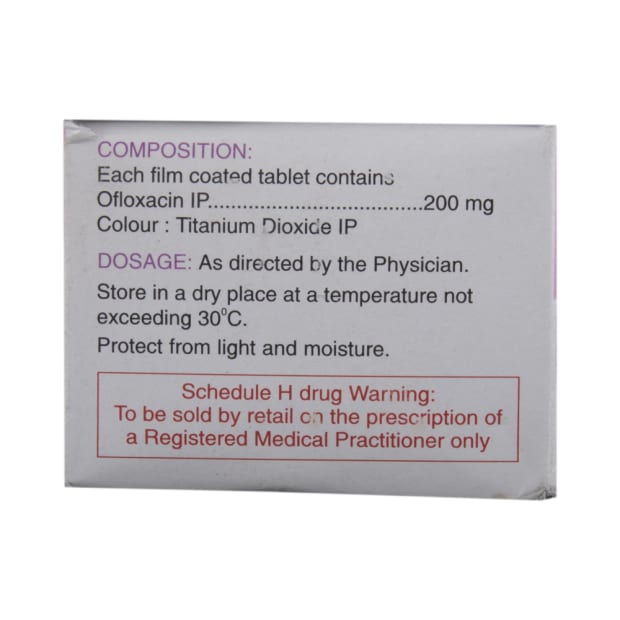 COMPOSITION:
Each film coated tablet contains
Ofloxacin IP.....................................200 mg
Colour : Titanium Dioxide IP
DOSAGE: As directed by the Physician.
Store in a dry place at a temperature not
exceeding 30⁰C.
Protect from light and moisture.
Schedule H drug Warning:
To be sold by retail on the prescription of
a Registered Medical Practitioner only